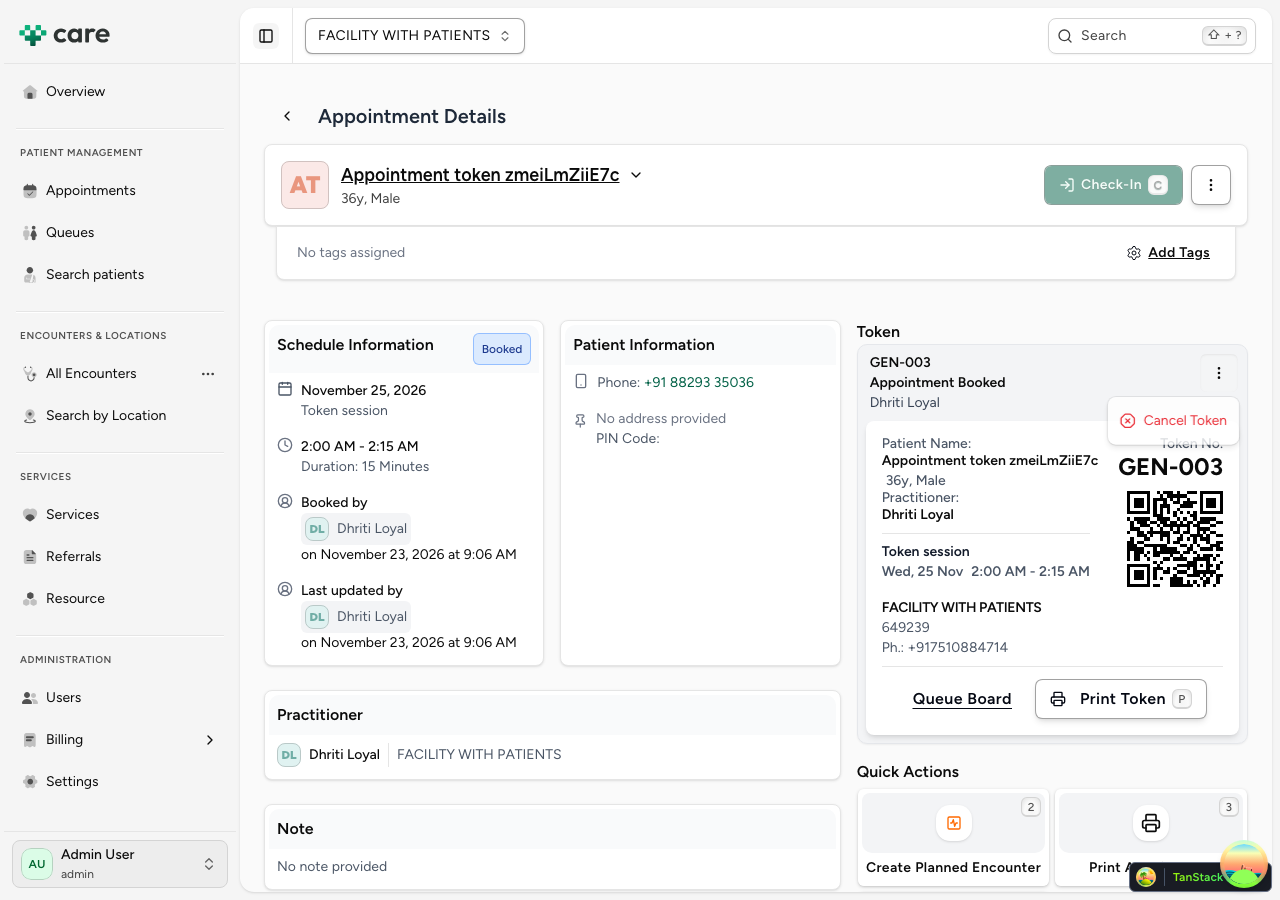 care
FACILITY WITH PATIENTS
Search
+ ?
Overview
PATIENT MANAGEMENT
Appointments
Queues
Search patients
ENCOUNTERS & LOCATIONS
All Encounters
Search by Location
SERVICES
Services
Referrals
Resource
ADMINISTRATION
Users
Billing
Settings
AU
Admin User
admin
Appointment Details
AT
Appointment token zmeiLmZiiE7c
36y, Male
Check-In C
No tags assigned
Add Tags
Schedule Information
Booked
November 25, 2026
Token session
2:00 AM - 2:15 AM
Duration: 15 Minutes
Booked by
DL Dhriti Loyal
on November 23, 2026 at 9:06 AM
Last updated by
DL Dhriti Loyal
on November 23, 2026 at 9:06 AM
Patient Information
Phone: +91 88293 35036
No address provided
PIN Code:
Practitioner
DL Dhriti Loyal FACILITY WITH PATIENTS
Note
No note provided
Token
GEN-003
Appointment Booked
Dhriti Loyal
Cancel Token
Patient Name:
Token No.
Appointment token zmeiLmZiiE7c
GEN-003
36y, Male
Practitioner:
Dhriti Loyal
Token session
Wed, 25 Nov 2:00 AM - 2:15 AM
FACILITY WITH PATIENTS
649239
Ph.: +917510884714
Queue Board
Print Token P
Quick Actions
2
Create Planned Encounter
3
Print
TanStack